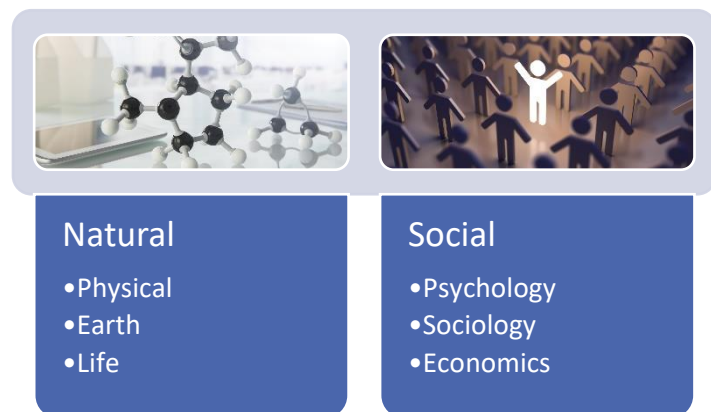 Natural
•Physical
•Earth
•Life
Social
•Psychology
•Sociology
•Economics